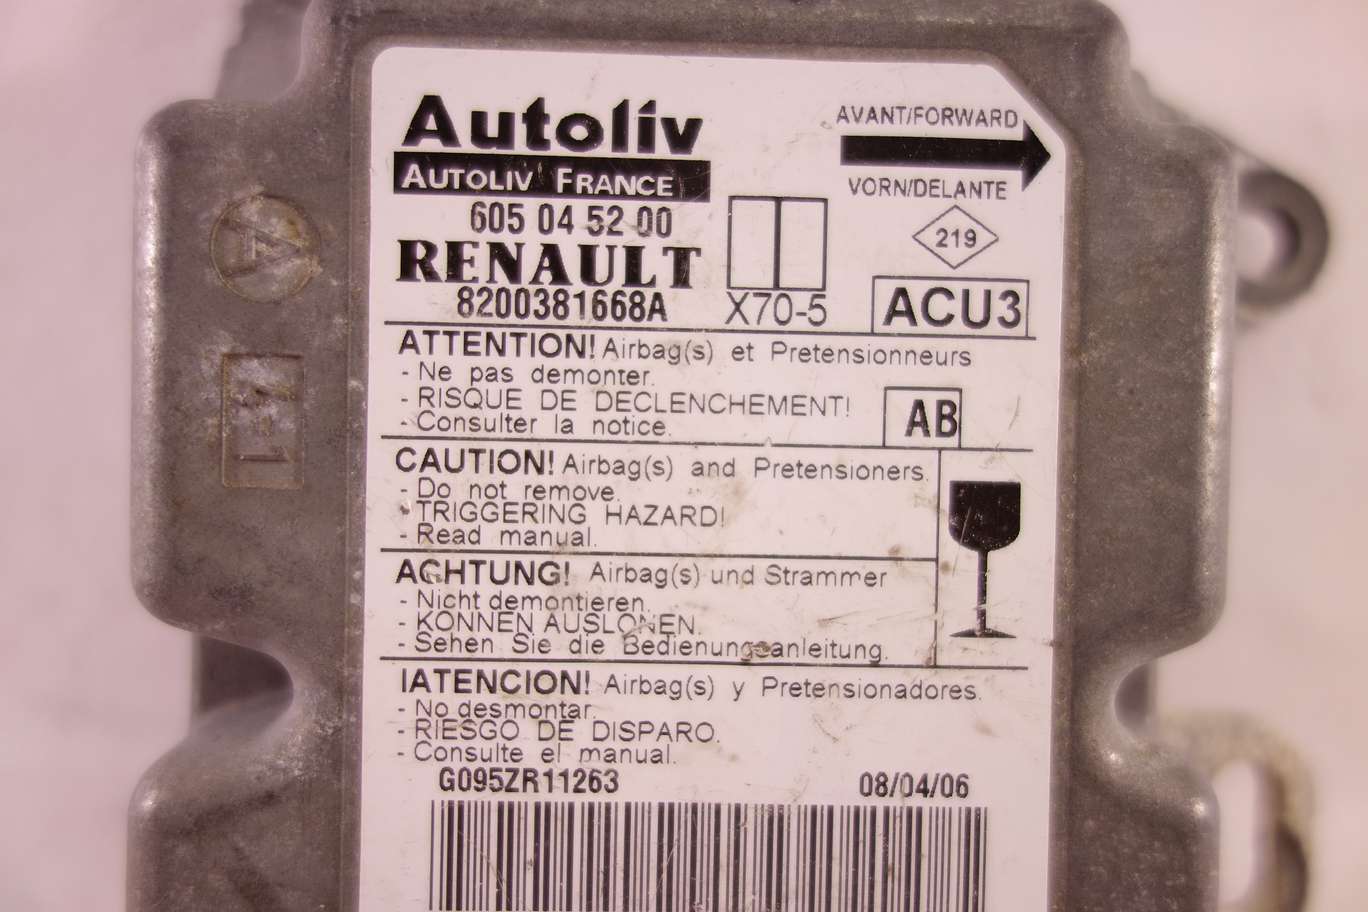 Autoliv
AUTOLIV FRANCE
605 04 52 00
RENAULT
8200381668A
X70-5
AVANT/FORWARD
VORN/DELANTE
219
ACU3
ATTENTION! Airbag(s) et Pretensionneurs
- Ne pas demonter.
- RISQUE DE DECLENCHEMENT!
- Consulter la notice.
AB
CAUTION! Airbag(s) and Pretensioners.
- Do not remove.
- TRIGGERING HAZARD!
- Read manual.
ACHTUNG! Airbag(s) und Strammer
- Nicht demontieren.
- KONNEN AUSLONEN.
- Sehen Sie die Bedienungsanleitung.
IATENCION! Airbag(s) y Pretensionadores.
- No desmontar.
- RIESGO DE DISPARO.
- Consulte el manual.
G095ZR11263
08/04/06